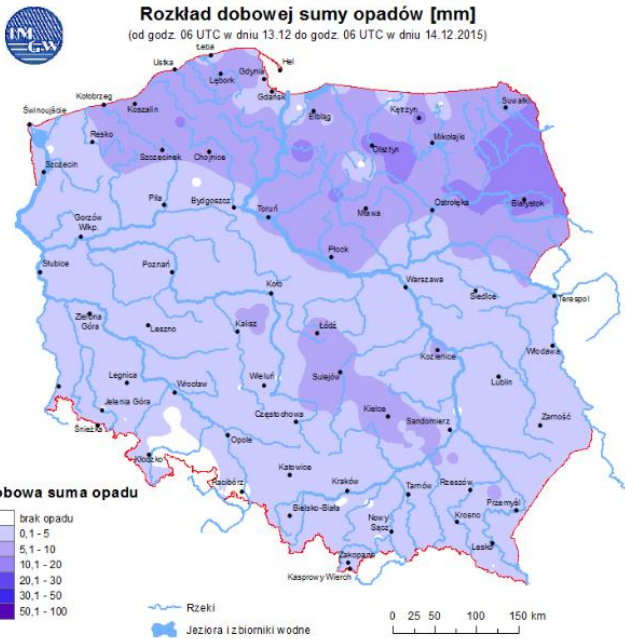 Rozkład dobowej sumy opadów [mm]
(od godz. 06 UTC w dniu 13.12 do godz. 06 UTC w dniu 14.12.2015)
I.M.
G.W
Łeba
Hel
Ustka
Gdynia
Lębork
Suwałki
Gdańsk
Kołobrzeg
Koszalin
Elbląg
Kętrzyn
Świnoujście
Resko
Olsztyn
Mikołajki
Szczecinek
Chojnice
Szczecin
Piła
Bydgoszcz
Toruń
Mława
Ostrołęka
Białystok
Gorzów
Wlkp.
Płock
Słubice
Poznań
Koło
Warszawa
Siedlce
Terespol
Zielona
Góra
Leszno
Kalisz
Łódź
Kozienice
Włodawa
Legnica
Wrocław
Wieluń
Sulejów
Lublin
Jelenia Góra
Częstochowa
Kielce
Sandomierz
Zamość
Śnieżka
Opole
Kłodzko
Katowice
Racibórz
Kraków
Tarnów
Rzeszów
Przemyśl
Bielsko-Biała
Nowy
Sącz
Krosno
Lesko
Zakopane
Kasprowy Wierch
obowa suma opadu
brak opadu
0,1 - 5
5,1 - 10
10,1 - 20
20,1 - 30
30,1 - 50
50,1 - 100
Rzeki
Jeziora i zbiorniki wodne
0 25 50 100 150 km